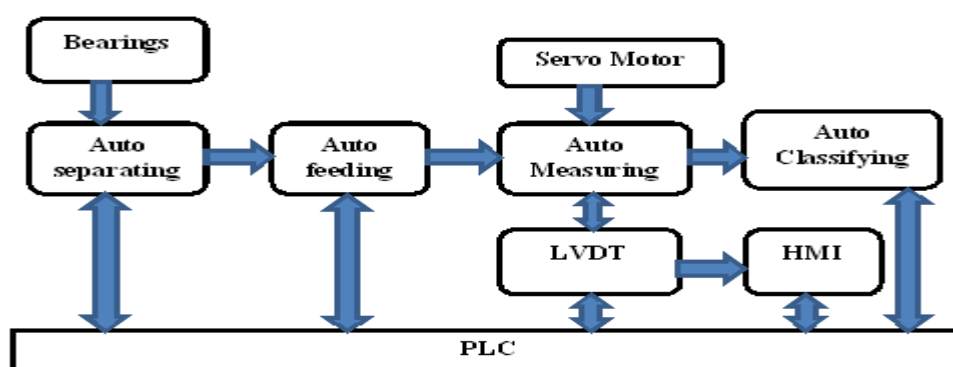 Bearings
Servo Motor
Auto
separating
Auto
feeding
Auto
Measuring
Auto
Classifying
LVDT
HMI
PLC